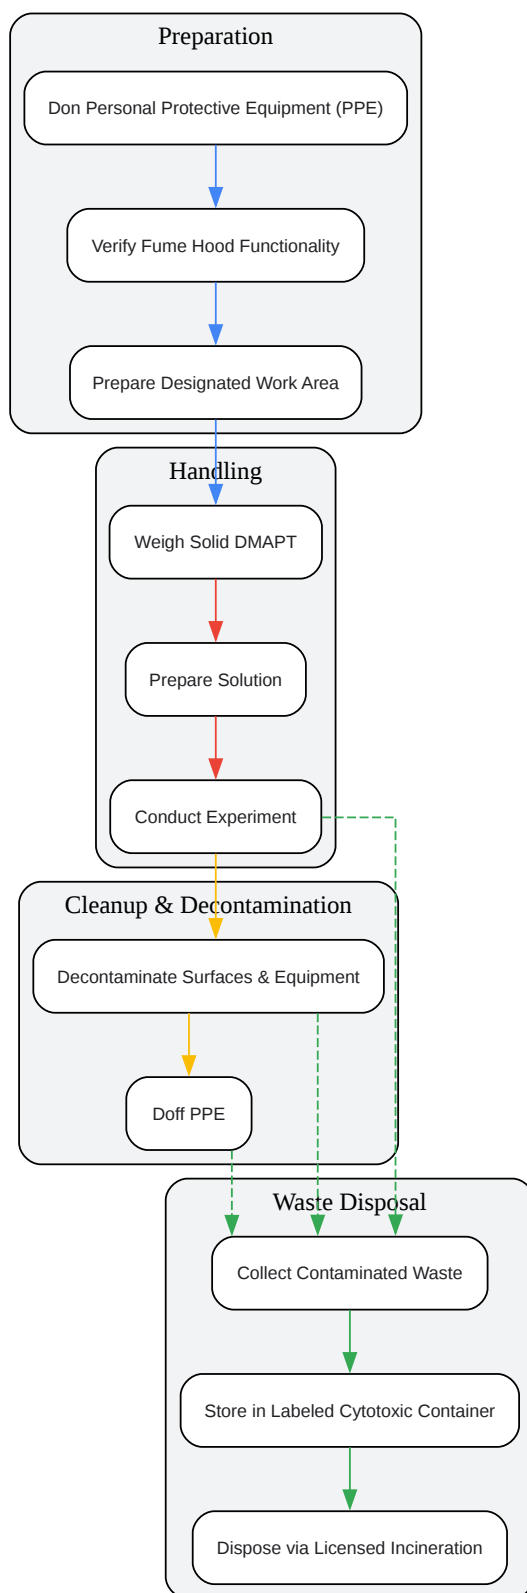 Preparation
Don Personal Protective Equipment (PPE)
Verify Fume Hood Functionality
Prepare Designated Work Area
Handling
Weigh Solid DMAPT
Prepare Solution
Conduct Experiment
Cleanup & Decontamination
Decontaminate Surfaces & Equipment
Doff PPE
Waste Disposal
Collect Contaminated Waste
Store in Labeled Cytotoxic Container
Dispose via Licensed Incineration